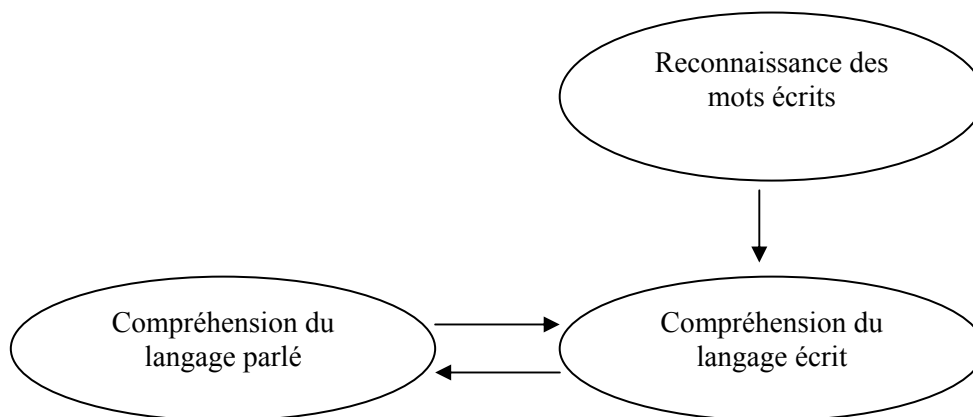 Reconnaissance des
mots écrits
Compréhension du
langage parlé
Compréhension du
langage écrit